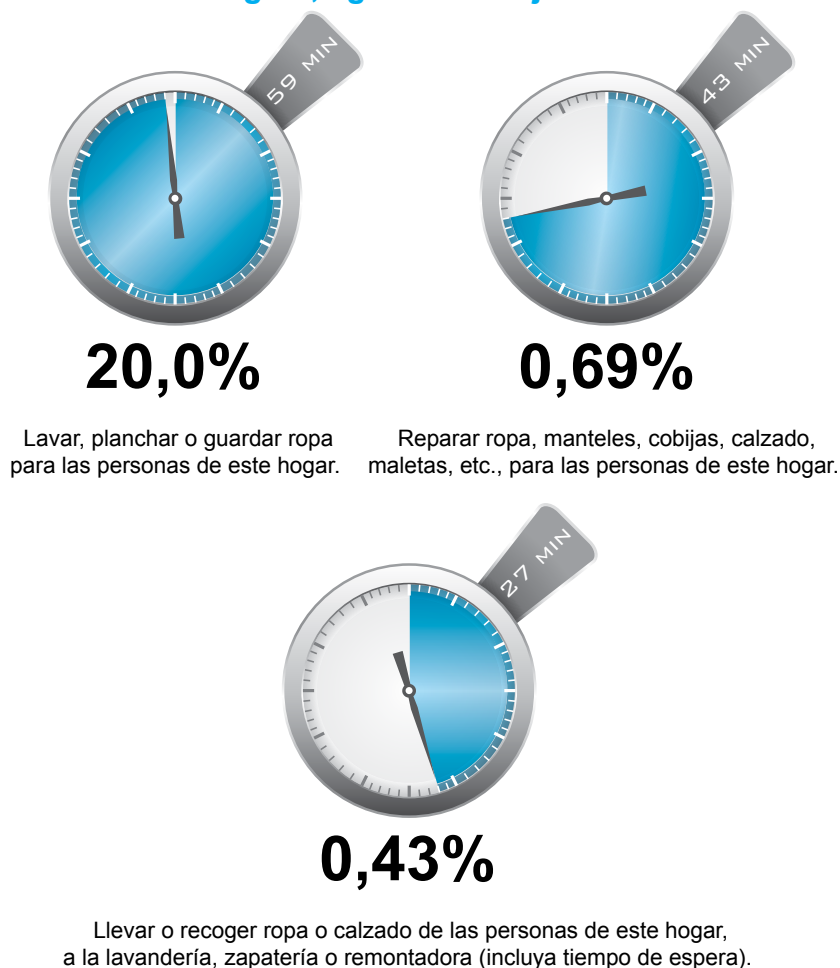 59 MIN
43 MIN
20,0%
0,69%
Lavar, planchar o guardar ropa
para las personas de este hogar.
Reparar ropa, manteles, cobijas, calzado,
maletas, etc., para las personas de este hogar.
27 MIN
0,43%
Llevar o recoger ropa o calzado de las personas de este hogar,
a la lavandería, zapatería o remontadora (incluya tiempo de espera).